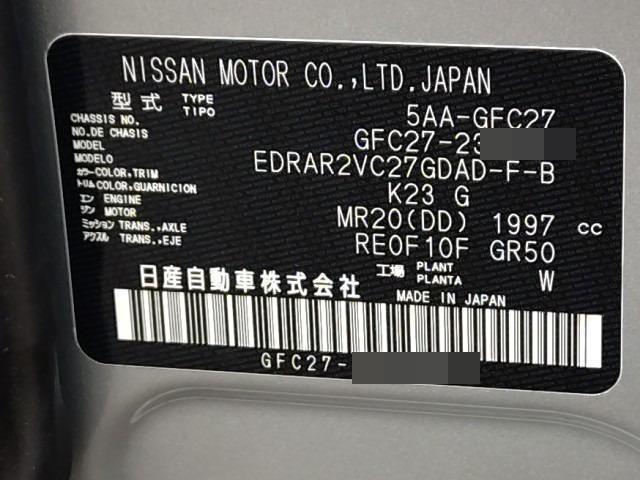 NISSAN MOTOR CO.,LTD.JAPAN
型式 TYPE TIPO 5AA-GFC27
CHASSIS NO. NO.DE CHASIS GFC27-23
MODEL MODELO EDRAR2VC27GDAD-F-B
カラー COLOR,TRIM トリム COLOR,GUARNICION K23 G
エンジン ENGINE MOTOR MR20(DD) 1997 cc
ミッション TRANS.,AXLE アクスル TRANS.,EJE RE0F10F GR50
工場 PLANT PLANTA W
日産自動車株式会社 MADE IN JAPAN
GFC27-